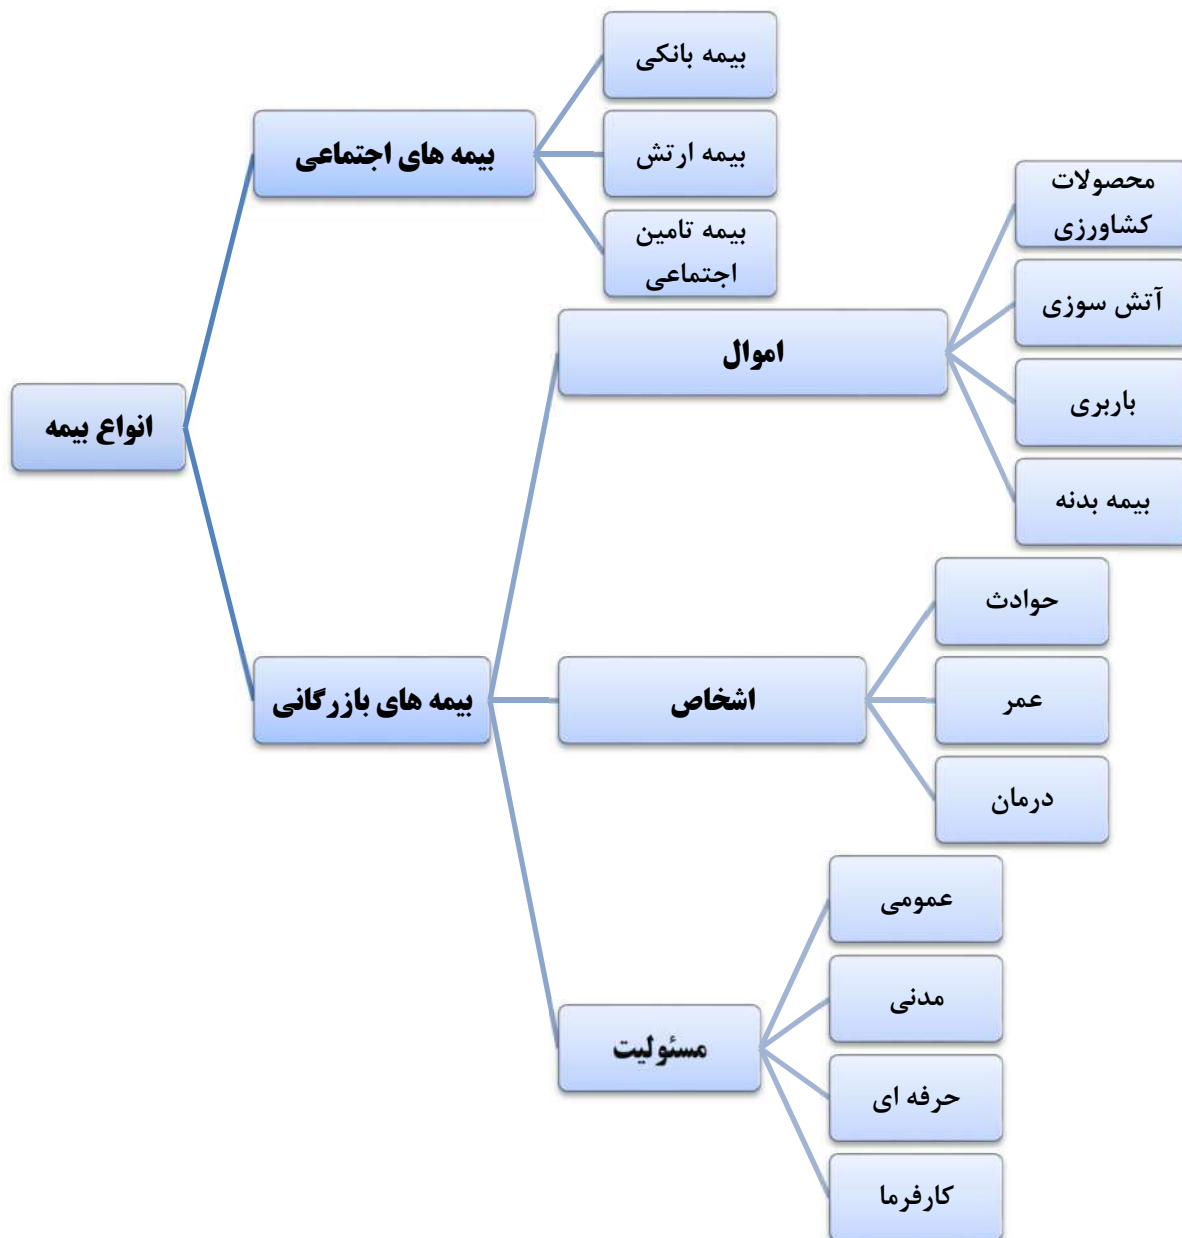 انواع بیمه
بیمه های اجتماعی
بیمه بانکی
بیمه ارتش
بیمه تامین
اجتماعی
بیمه های بازرگانی
اموال
محصولات
کشاورزی
آتش سوزی
باربری
بیمه بدنه
اشخاص
حوادث
عمر
درمان
مسئولیت
عمومی
مدنی
حرفه ای
کارفرما